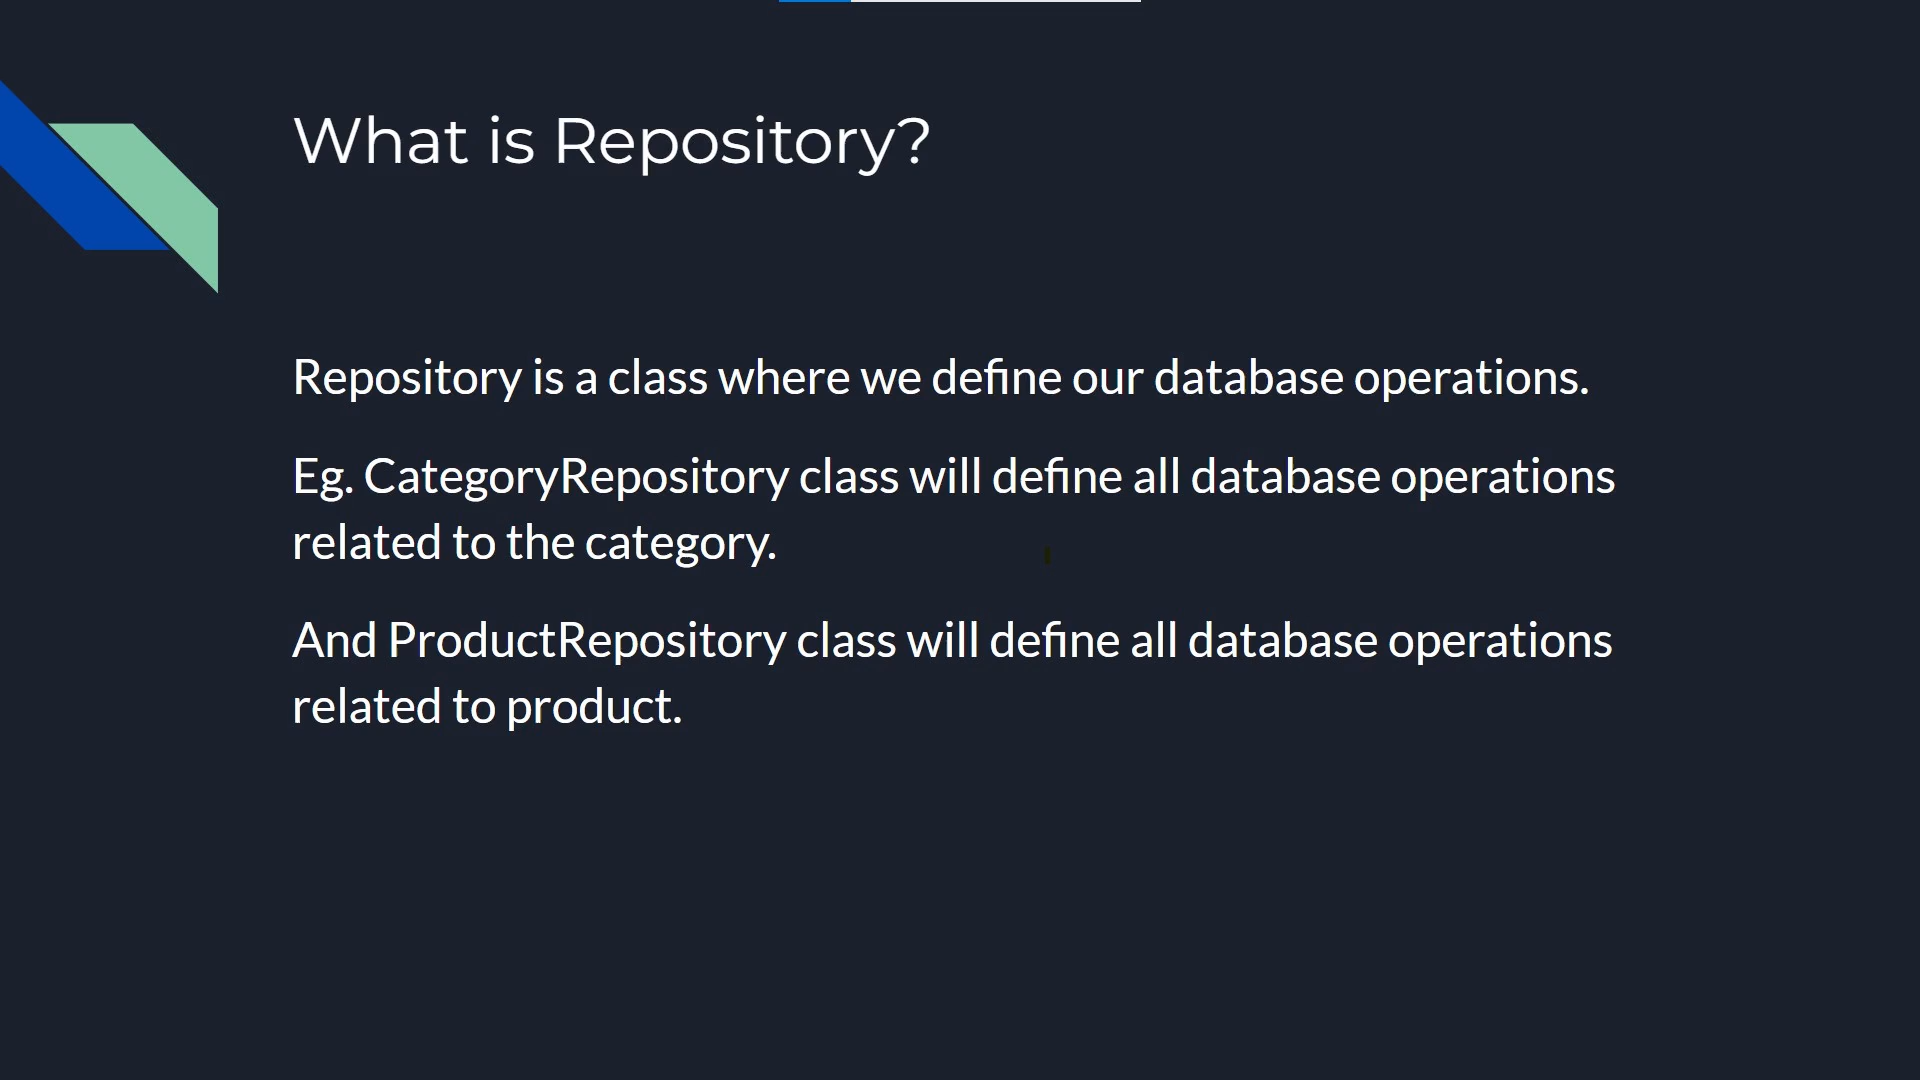 What is Repository?
Repository is a class where we define our database operations.
Eg. CategoryRepository class will define all database operations
related to the category.
And ProductRepository class will define all database operations
related to product.